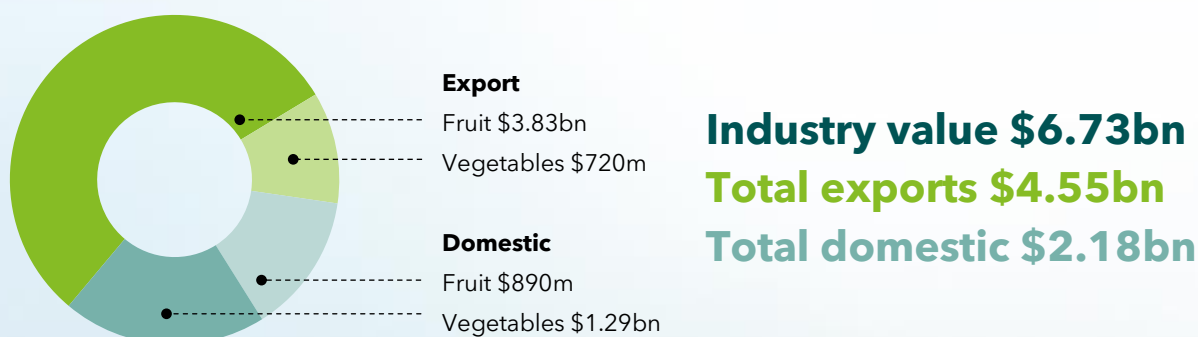 Export
Fruit $3.83bn
Vegetables $720m
Domestic
Fruit $890m
Vegetables $1.29bn
Industry value $6.73bn
Total exports $4.55bn
Total domestic $2.18bn